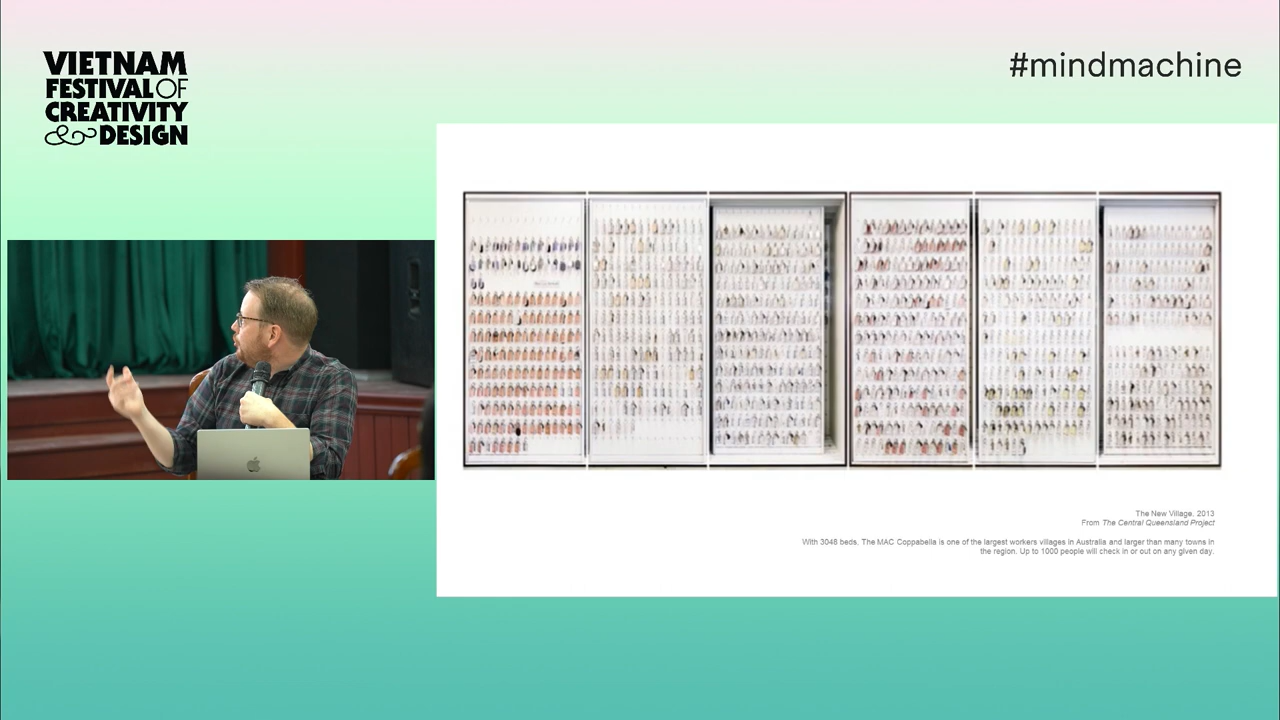 VIETNAM
FESTIVAL OF
CREATIVITY
& DESIGN
#mindmachine
The New Village. 2013
From The Central Queensland Project
With 3048 beds. The MAC Coppabella is one of the largest workers villages in Australia and larger than many towns in
the region. Up to 1000 people will check in or out on any given day.